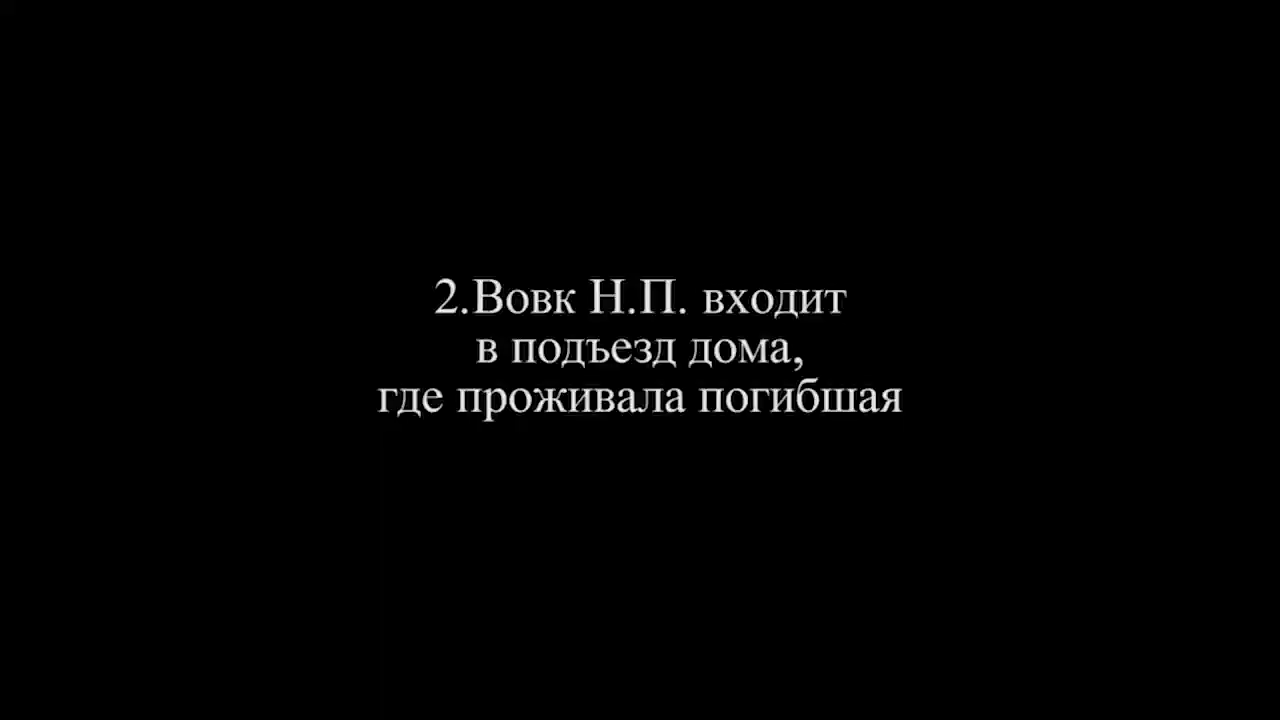 2.Вовк Н.П. входит
в подъезд дома,
где проживала погибшая